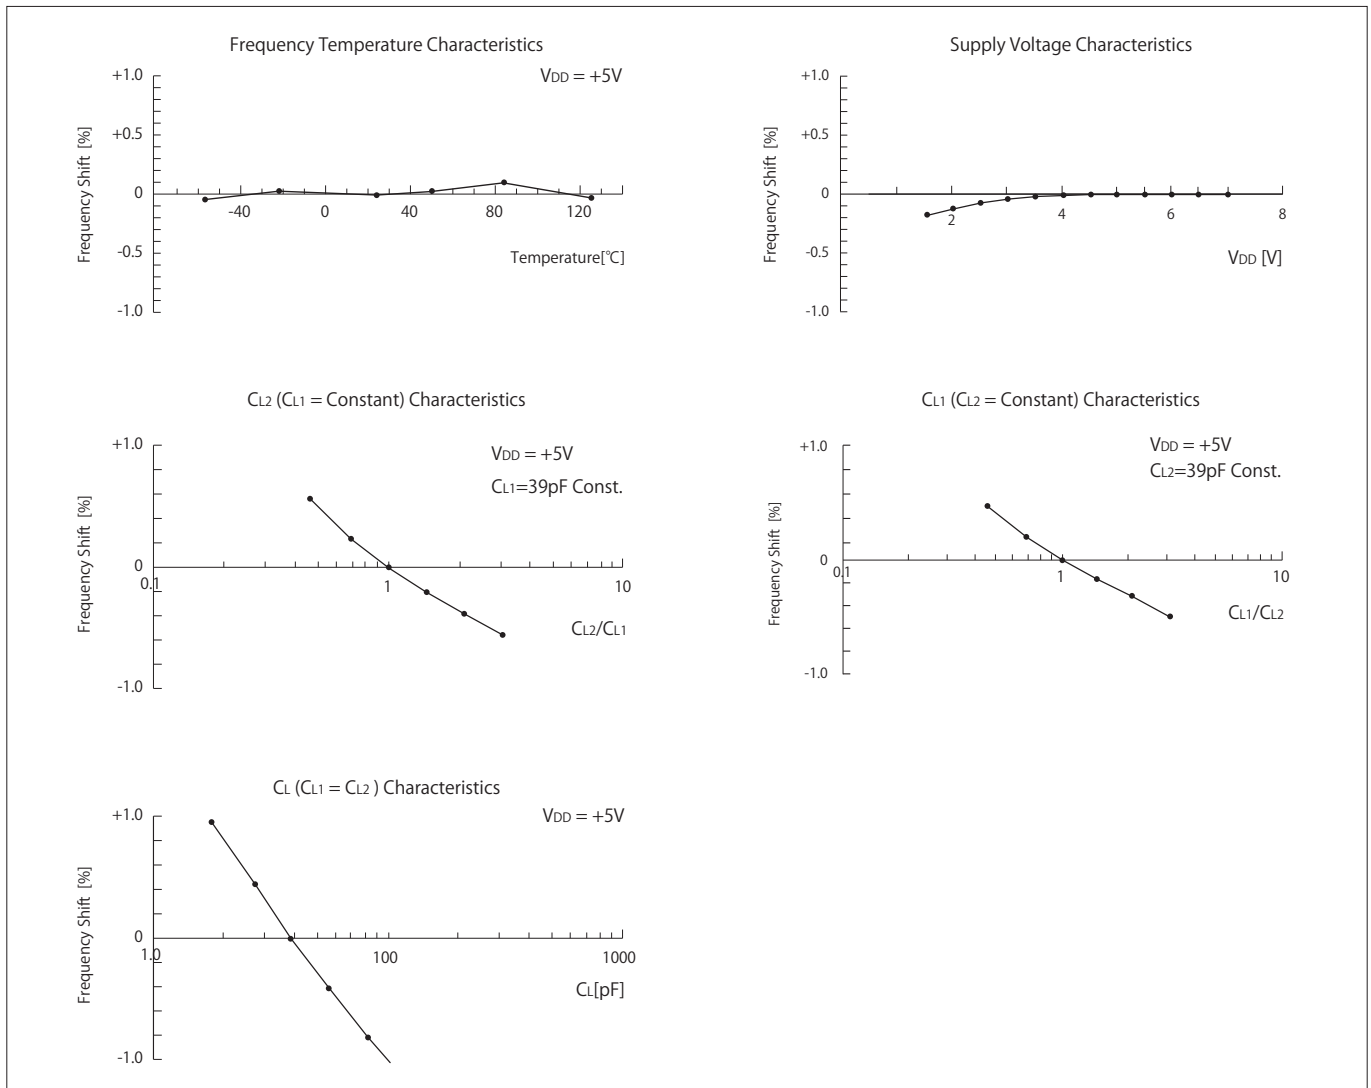 Frequency Temperature Characteristics
VDD = +5V
+1.0
+0.5
0
-0.5
-1.0
Frequency Shift [%]
-40
0
40
80
120
Temperature[°C]
Supply Voltage Characteristics
+1.0
+0.5
0
-0.5
-1.0
Frequency Shift [%]
2
4
6
8
VDD [V]
CL2 (CL1 = Constant) Characteristics
VDD = +5V
CL1=39pF Const.
+1.0
0
-1.0
Frequency Shift [%]
0.1
1
10
CL2/CL1
CL1 (CL2 = Constant) Characteristics
VDD = +5V
CL2=39pF Const.
+1.0
0
-1.0
Frequency Shift [%]
0.1
1
10
CL1/CL2
CL (CL1 = CL2 ) Characteristics
VDD = +5V
+1.0
0
-1.0
Frequency Shift [%]
1.0
100
1000
CL[pF]